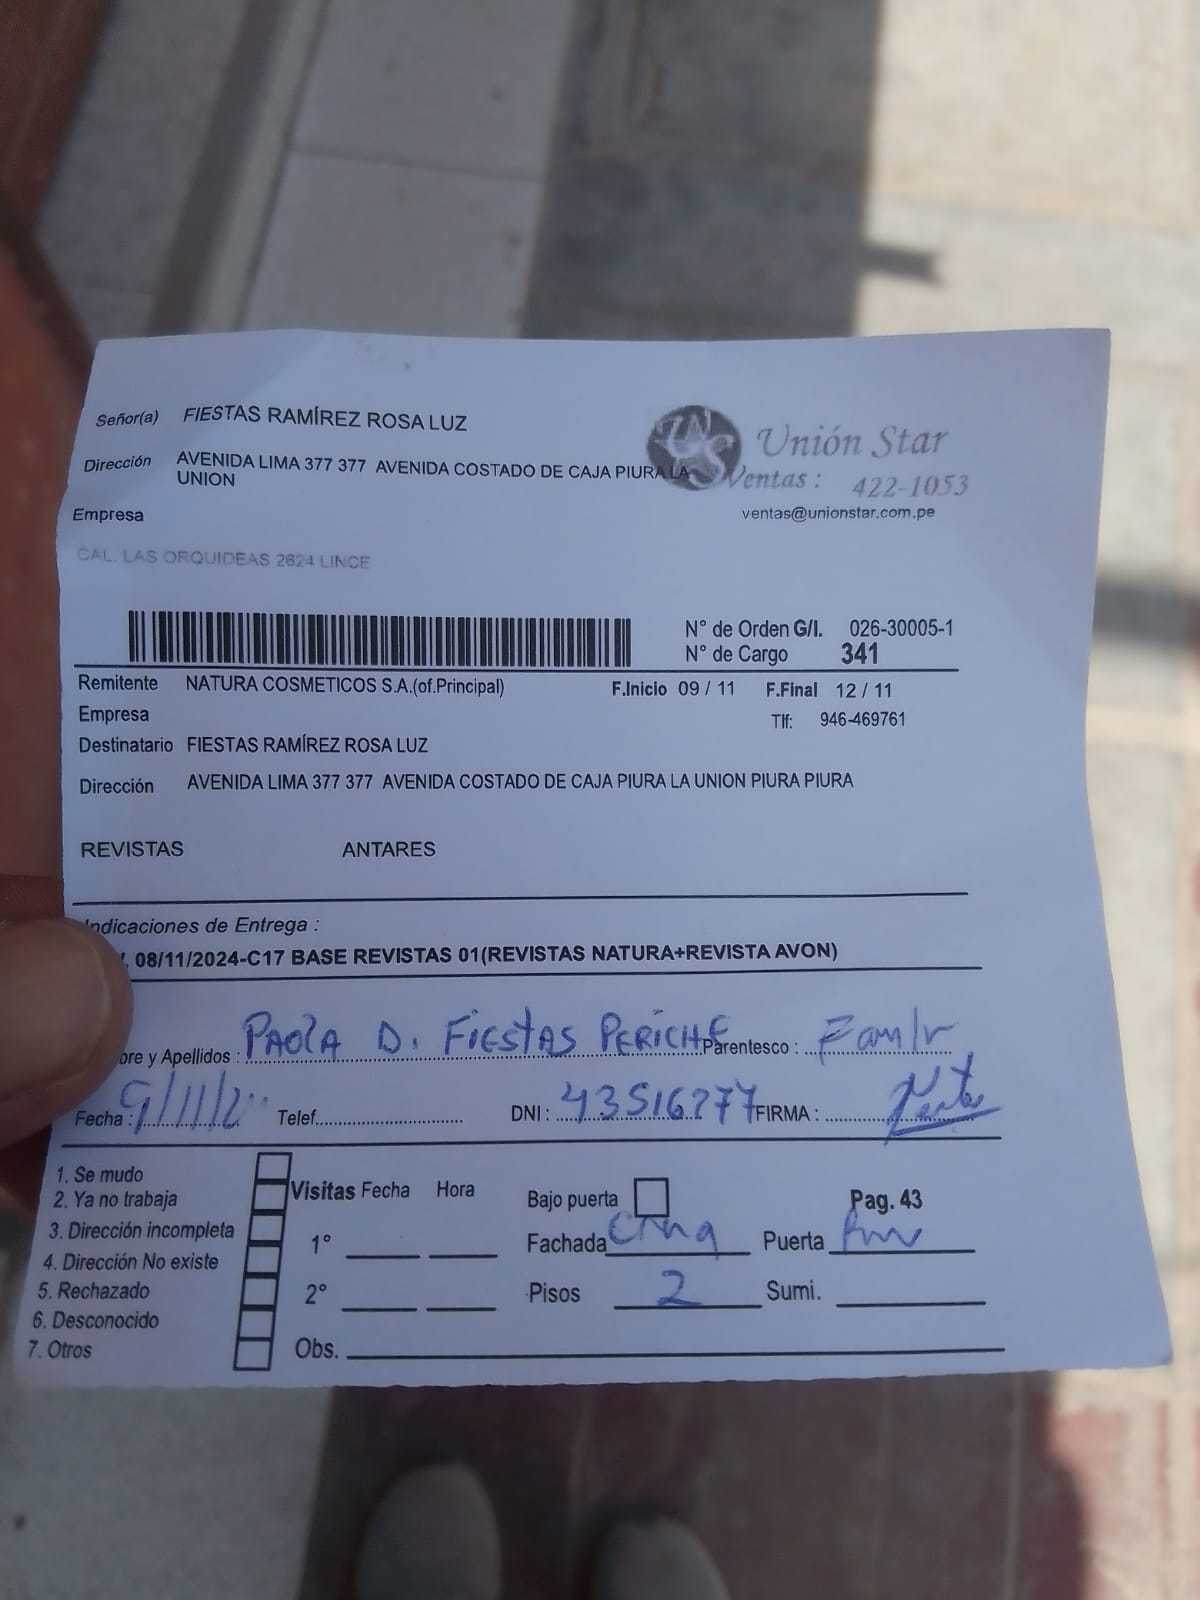 Señor(a) FIESTAS RAMÍREZ ROSA LUZ
Dirección AVENIDA LIMA 377 377 AVENIDA COSTADO DE CAJA PIURA LA
UNION
Empresa
CAL. LAS ORQUIDEAS 2624 LINCE
UNS
Unión Star
Ventas : 422-1053
ventas@unionstar.com.pe
N° de Orden G/I. 026-30005-1
N° de Cargo 341
Remitente NATURA COSMETICOS S.A.(of.Principal) F.Inicio 09 / 11 F.Final 12 / 11
Empresa Tlf: 946-469761
Destinatario FIESTAS RAMÍREZ ROSA LUZ
Dirección AVENIDA LIMA 377 377 AVENIDA COSTADO DE CAJA PIURA LA UNION PIURA PIURA
REVISTAS ANTARES
Indicaciones de Entrega :
08/11/2024-C17 BASE REVISTAS 01(REVISTAS NATURA+REVISTA AVON)
bre y Apellidos : PAOLA D. FIESTAS PERICHE Parentesco :
Fecha : 9/11/2 Telef. DNI : 43516277 FIRMA :
1. Se mudo
2. Ya no trabaja
3. Dirección incompleta
4. Dirección No existe
5. Rechazado
6. Desconocido
7. Otros
Visitas Fecha Hora
1°
2°
Obs.
Bajo puerta Pag. 43
Fachada Puerta
Pisos 2 Sumi.